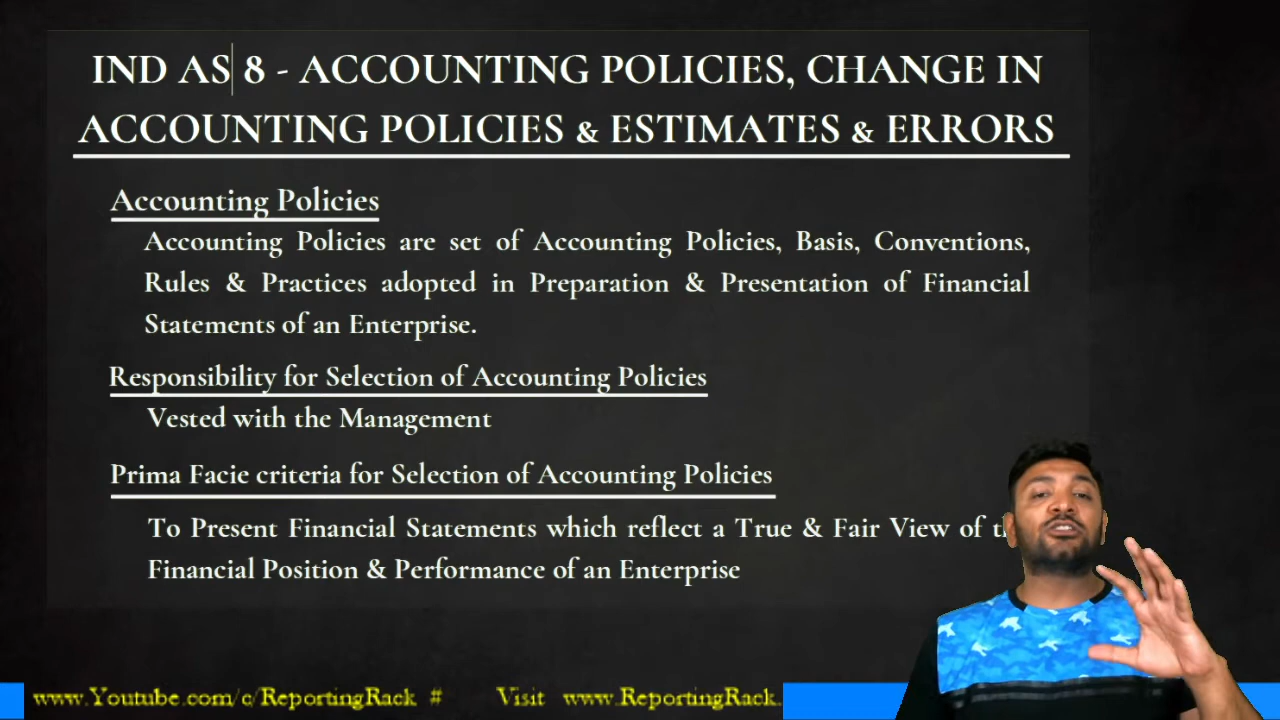 IND AS 8 - ACCOUNTING POLICIES, CHANGE IN
ACCOUNTING POLICIES & ESTIMATES & ERRORS
Accounting Policies
Accounting Policies are set of Accounting Policies, Basis, Conventions,
Rules & Practices adopted in Preparation & Presentation of Financial
Statements of an Enterprise.
Responsibility for Selection of Accounting Policies
Vested with the Management
Prima Facie criteria for Selection of Accounting Policies
To Present Financial Statements which reflect a True & Fair View of
Financial Position & Performance of an Enterprise
www.Youtube.com/c/ReportingRack # Visit www.ReportingRack.